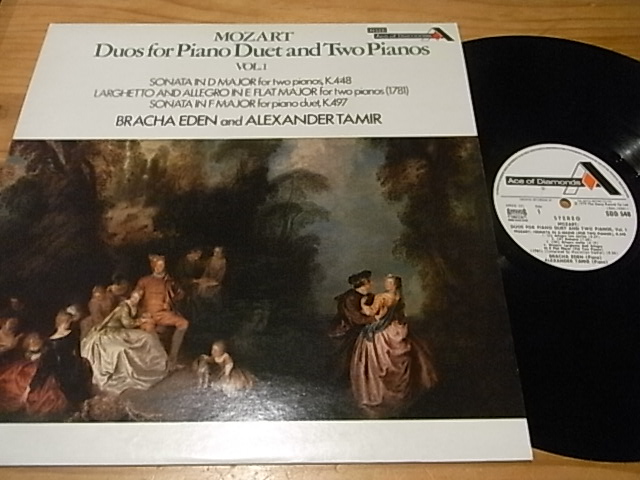 MOZART
Duos for Piano Duet and Two Pianos
VOL.1
SONATA IN D MAJOR for two pianos, K.448
LARGHETTO AND ALLEGRO IN E FLAT MAJOR for two pianos (1781)
SONATA IN F MAJOR for piano duet, K.497
BRACHA EDEN and ALEXANDER TAMIR
Ace of Diamonds
Ace of Diamonds
SDD 548
1
STEREO
MOZART:
DUOS FOR PIANO DUET AND TWO PIANOS, Vol. 1
BRACHA EDEN (Piano)
ALEXANDER TAMIR (Piano)